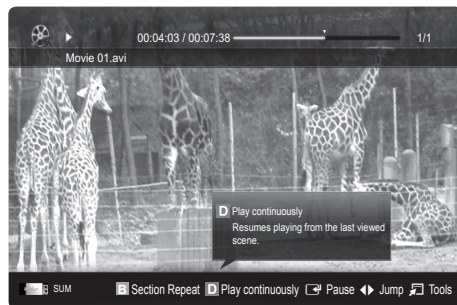 00:04:03 / 00:07:38 1/1
Movie 01.avi
D Play continuously
Resumes playing from the last viewed
scene.
SUM B Section Repeat D Play continuously Pause Jump Tools